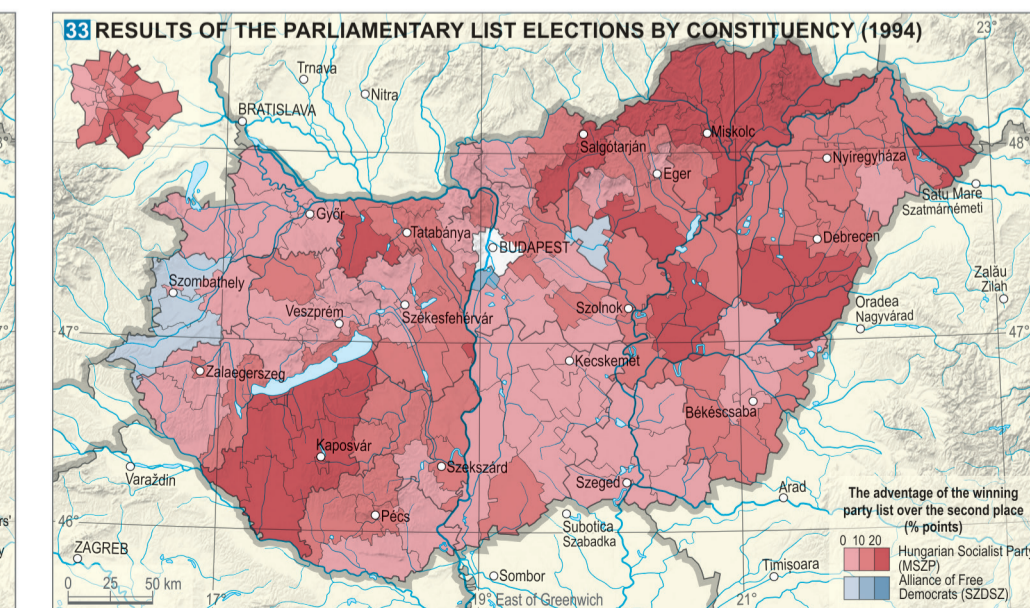 33 RESULTS OF THE PARLIAMENTARY LIST ELECTIONS BY CONSTITUENCY (1994)
23°
Trnava
Nitra
BRATISLAVA
Miskolc
Salgótarján
48°
Nyíregyháza
Eger
Satu Mare
Szatmárnémeti
Győr
Tatabánya
Debrecen
BUDAPEST
Szombathely
Zalău
Zilah
Veszprém
Székesfehérvár
Szolnok
Oradea
Nagyvárad
47°
47°
Kecskemét
Zalaegerszeg
Békéscsaba
Kaposvár
Szekszárd
Varaždin
Szeged
Arad
The advantage of the winning
party list over the second place
(% points)
Pécs
46°
Subotica
Szabadka
0 10 20
Hungarian Socialist Party
(MSZP)
ZAGREB
Timişoara
Alliance of Free
Democrats (SZDSZ)
Sombor
0 25 50 km
17°
19° East of Greenwich
21°